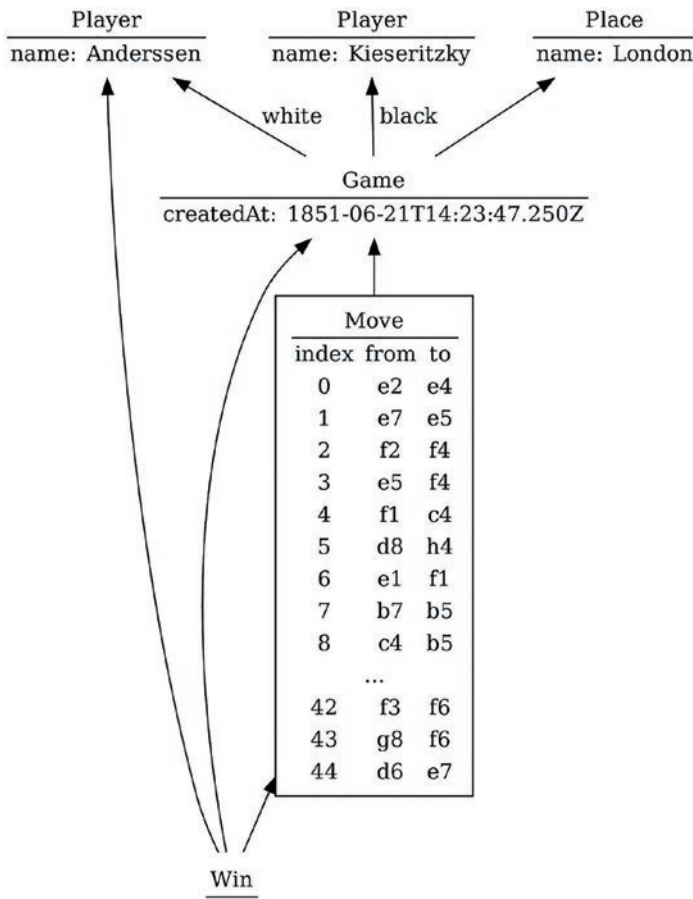 Player Player Place
name: Anderssen name: Kieseritzky name: London
white black
Game
createdAt: 1851-06-21T14:23:47.250Z
Move
index from to
0 e2 e4
1 e7 e5
2 f2 f4
3 e5 f4
4 f1 c4
5 d8 h4
6 e1 f1
7 b7 b5
8 c4 b5
...
42 f3 f6
43 g8 f6
44 d6 e7
Win